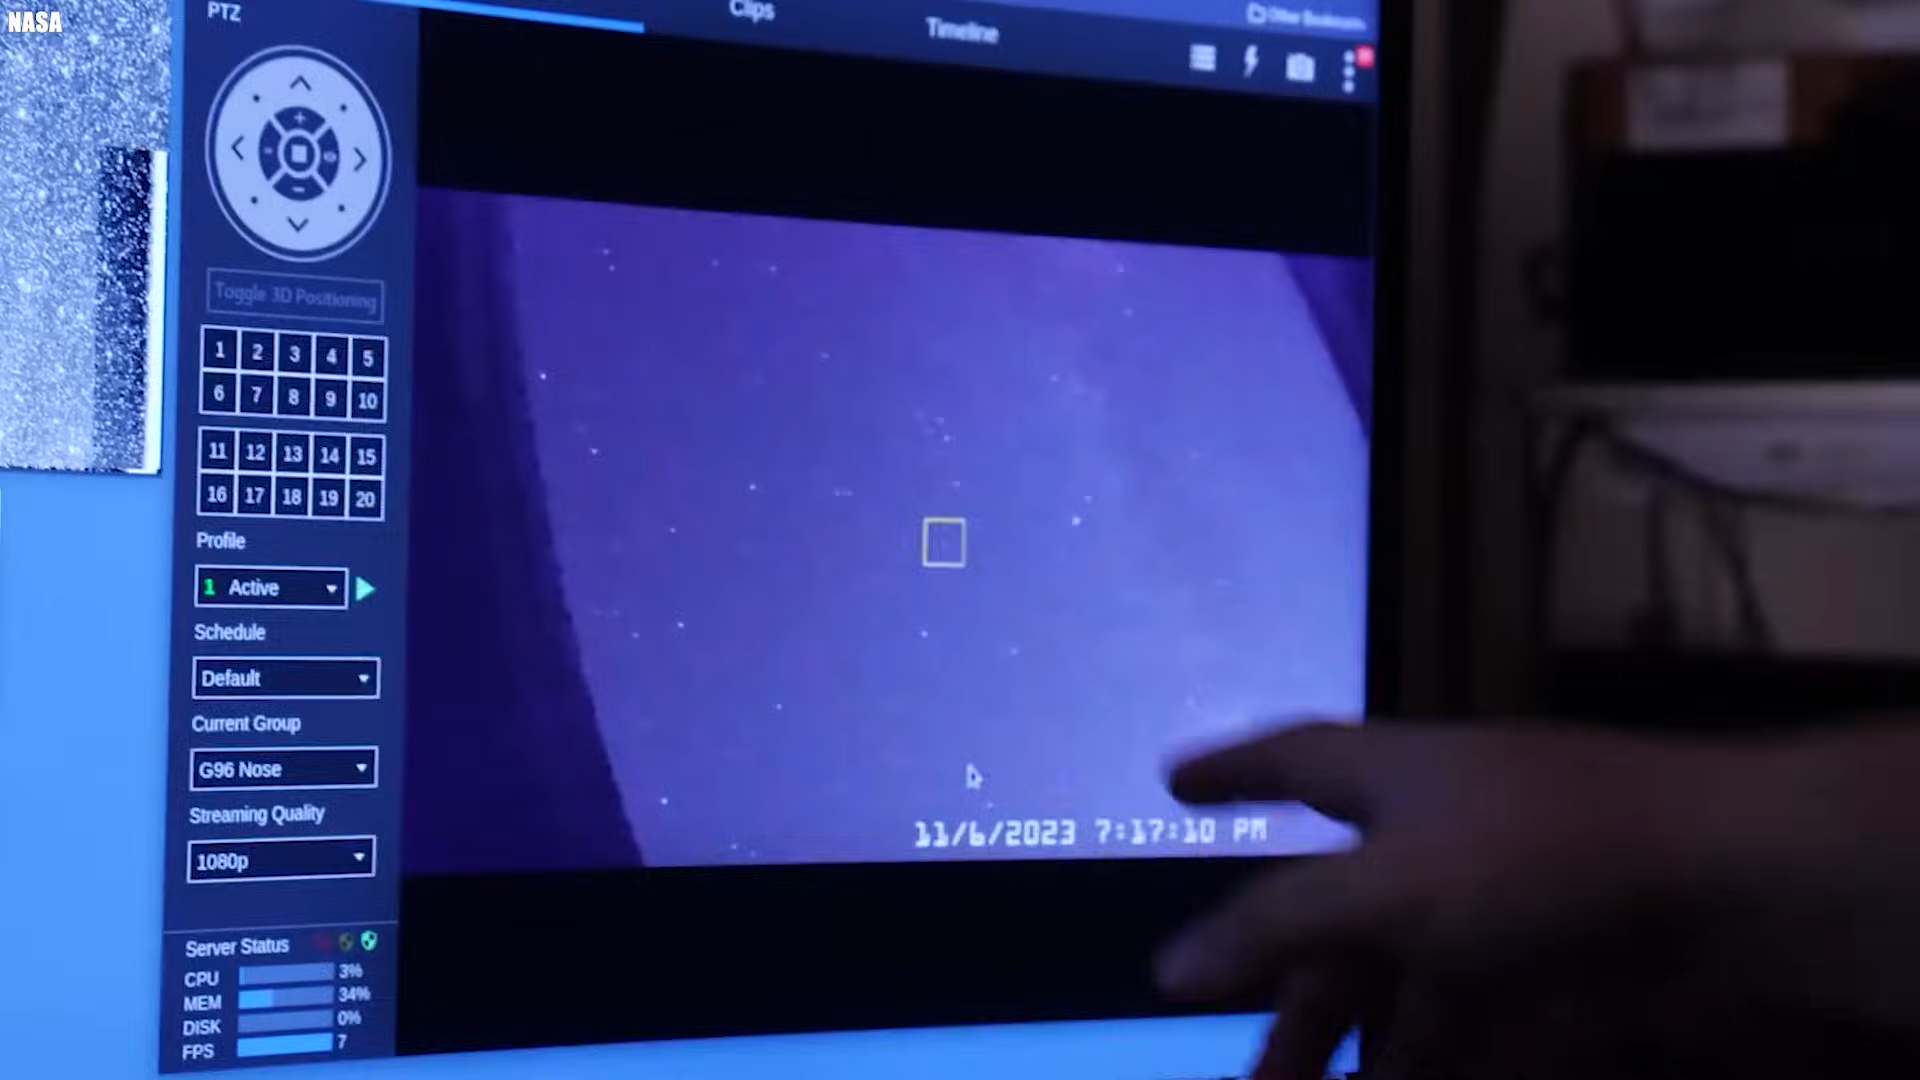 NASA
PTZ
Clips
Timeline
Other Bookmarks
Toggle 3D Positioning
1 2 3 4 5
6 7 8 9 10
11 12 13 14 15
16 17 18 19 20
Profile
1 Active
Schedule
Default
Current Group
G96 Nose
Streaming Quality
1080p
11/6/2023 7:17:10 PM
Server Status
CPU 3%
MEM 34%
DISK 0%
FPS 7